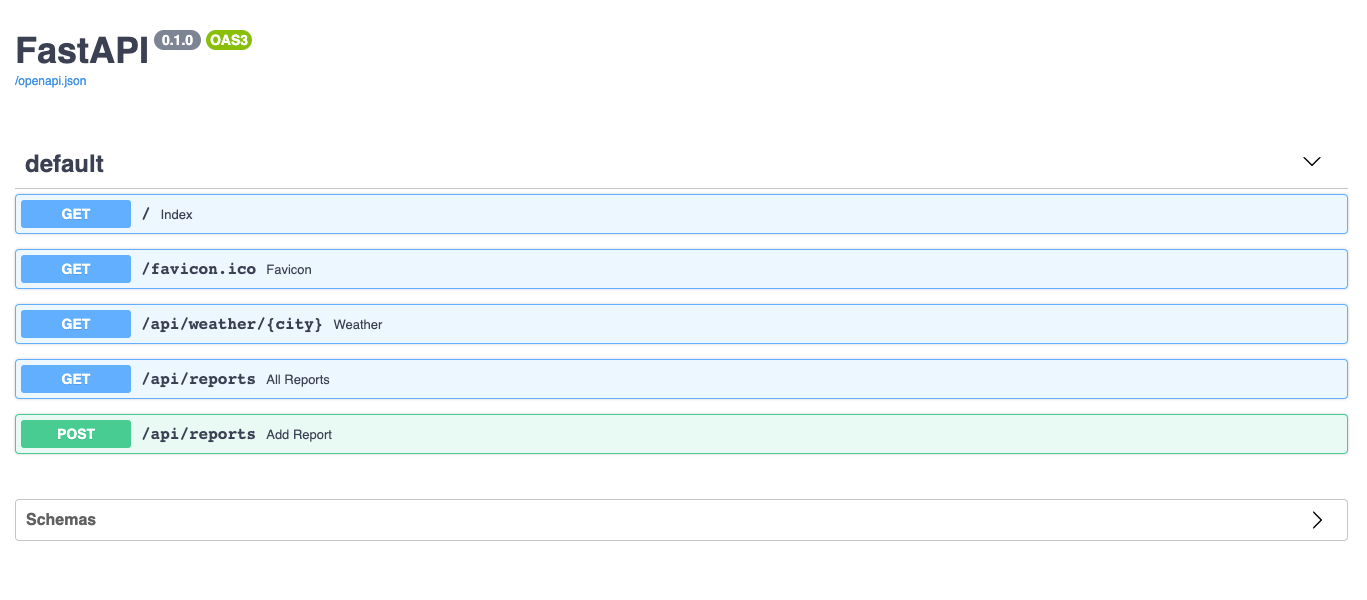 FastAPI 0.1.0 OAS3
/openapi.json
default
GET / Index
GET /favicon.ico Favicon
GET /api/weather/{city} Weather
GET /api/reports All Reports
POST /api/reports Add Report
Schemas